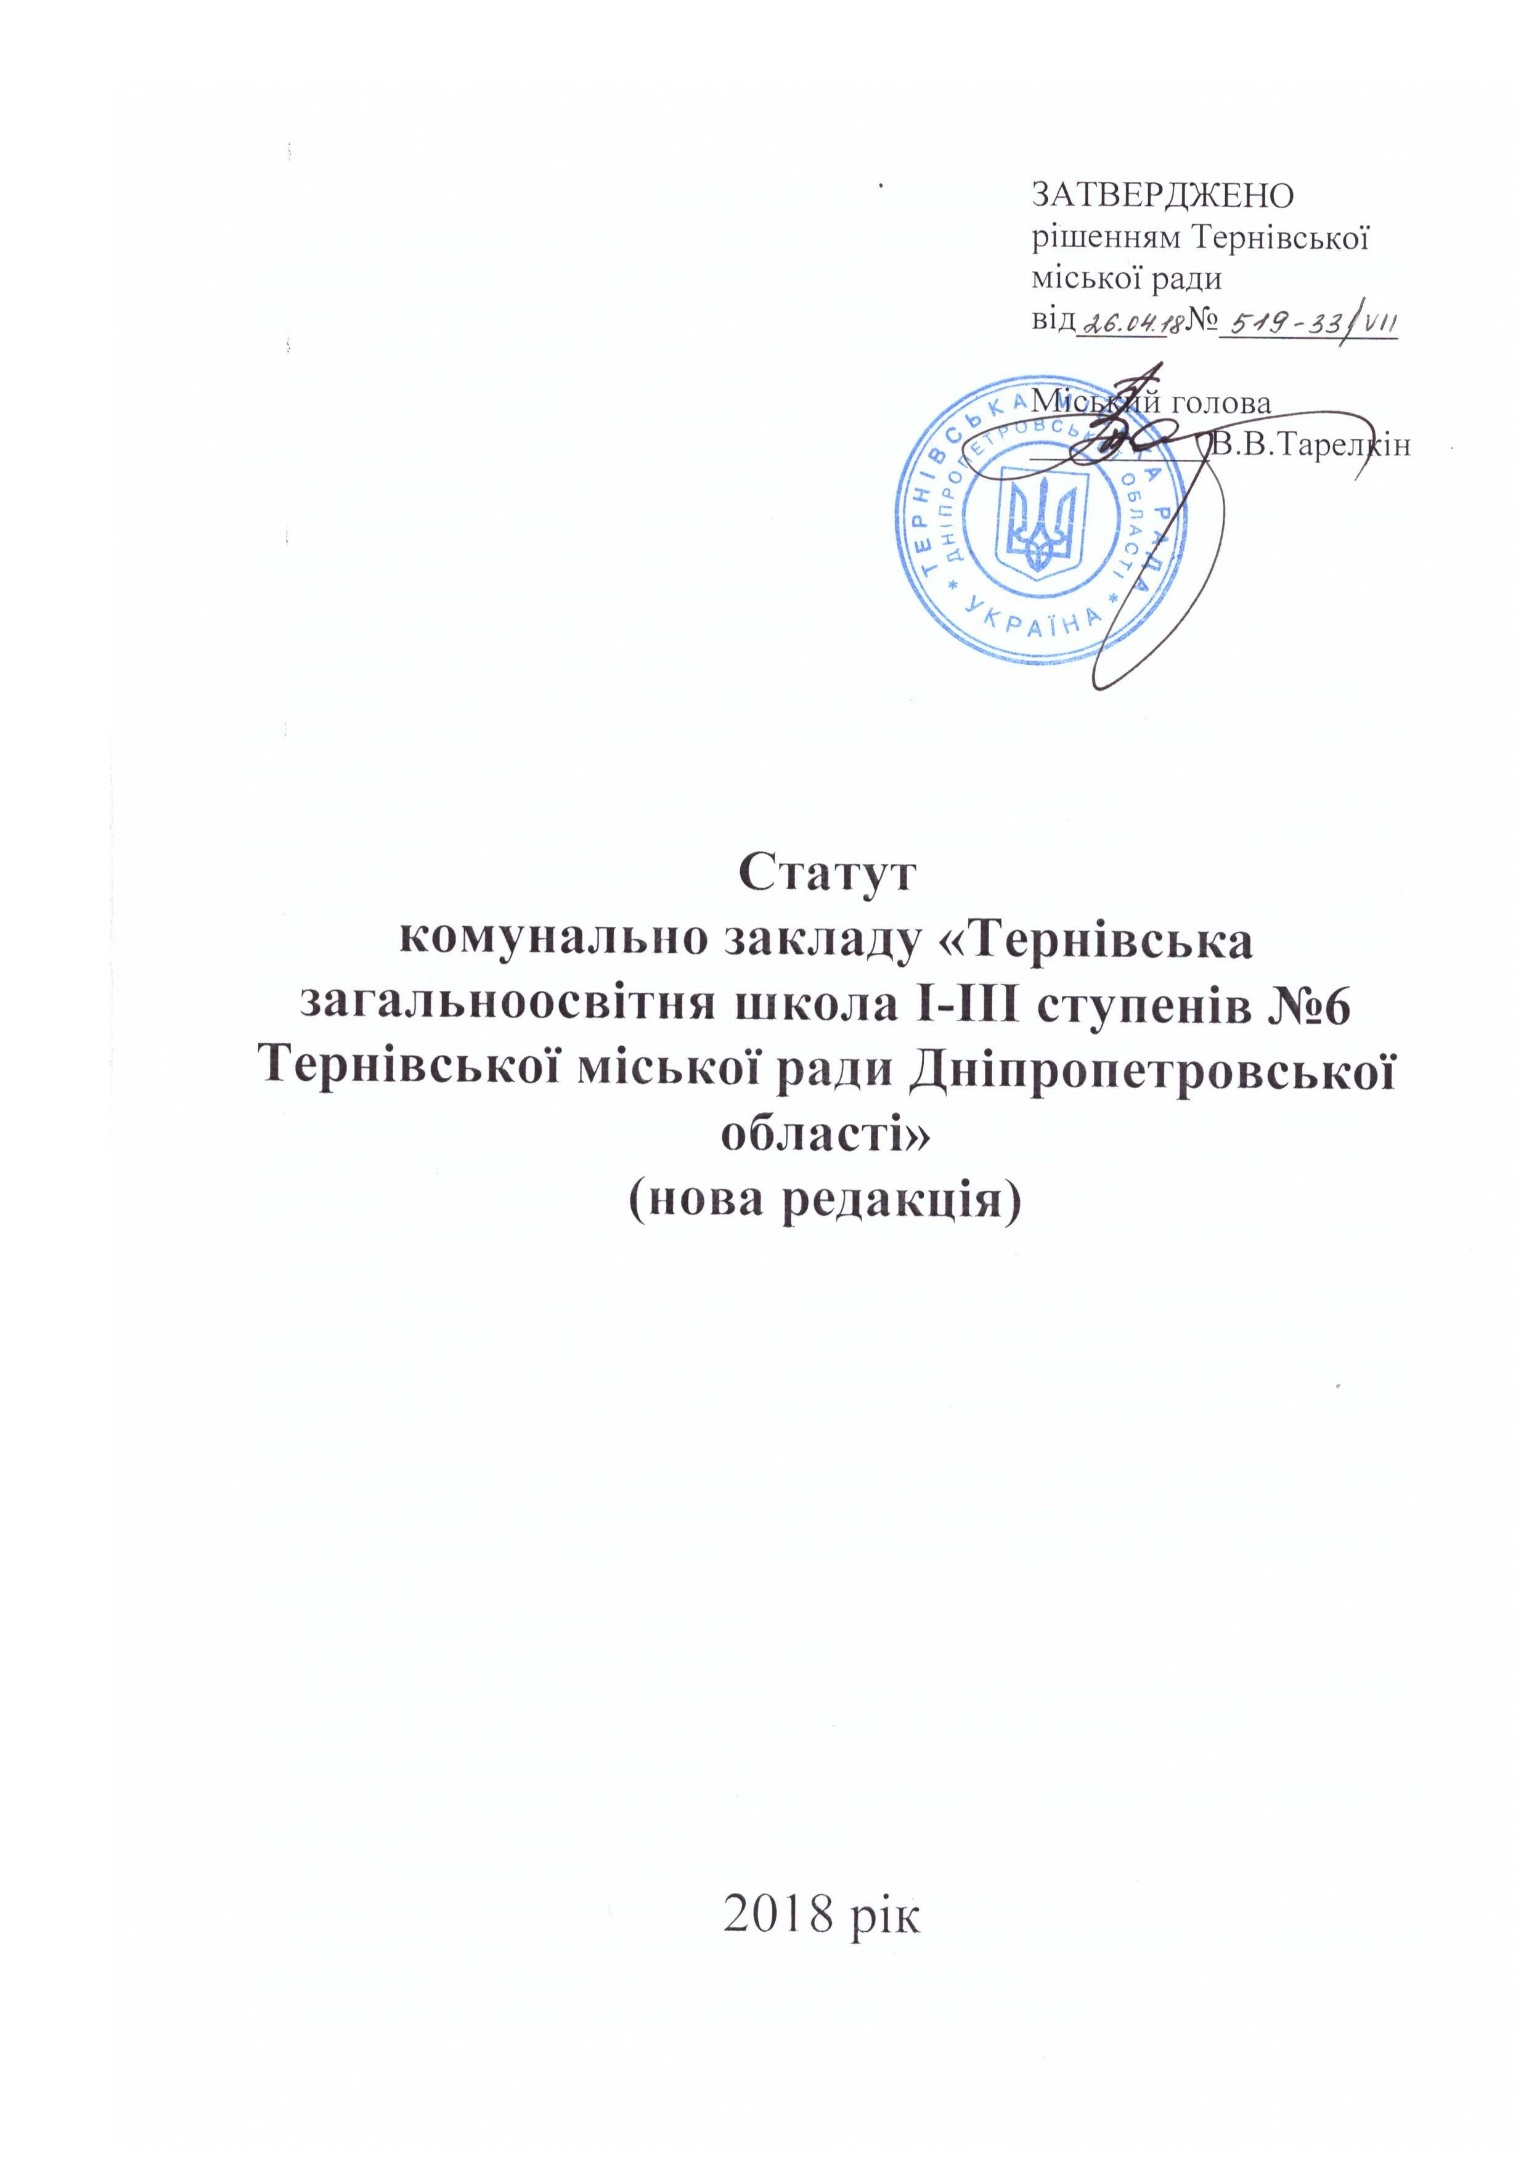 ЗАТВЕРДЖЕНО
рішенням Тернівської
міської ради
від 26.04.18 № 519-33/VII
Міський голова
В.В.Тарелкін
ТЕРНІВСЬКА МІСЬКА РАДА
ДНІПРОПЕТРОВСЬКОЇ ОБЛАСТІ
* УКРАЇНА *
Статут
комунально закладу «Тернівська
загальноосвітня школа І-ІІІ ступенів №6
Тернівської міської ради Дніпропетровської
області»
(нова редакція)
2018 рік